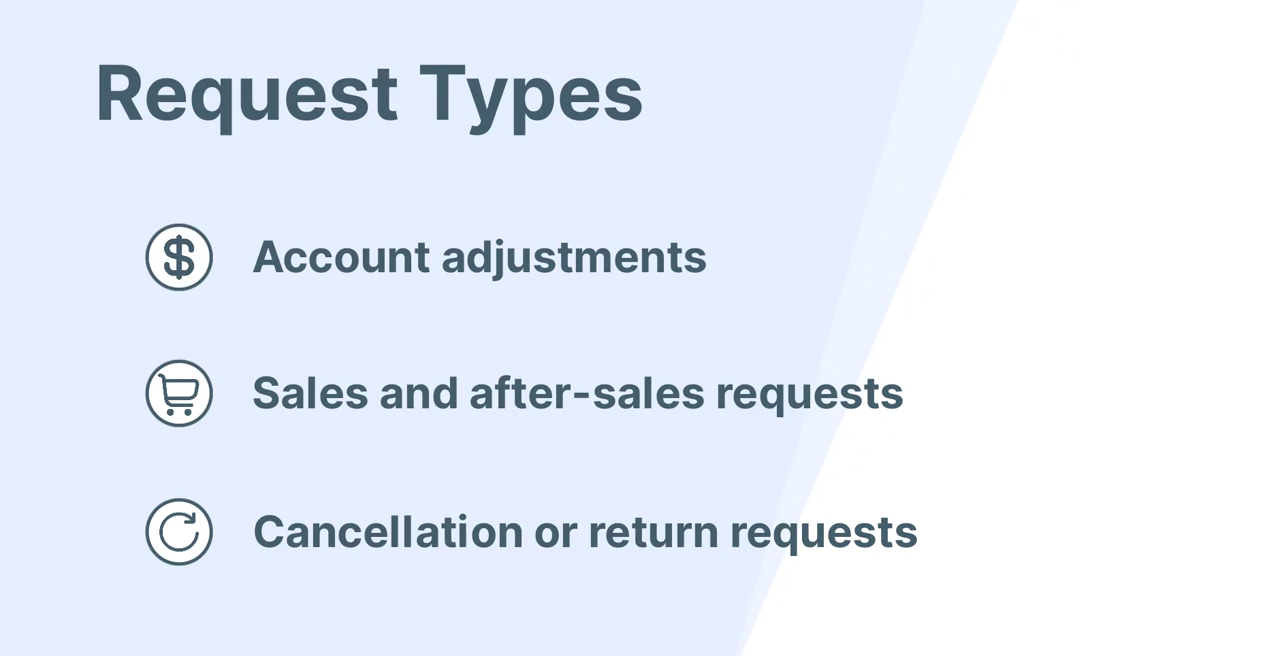 Request Types
Account adjustments
Sales and after-sales requests
Cancellation or return requests